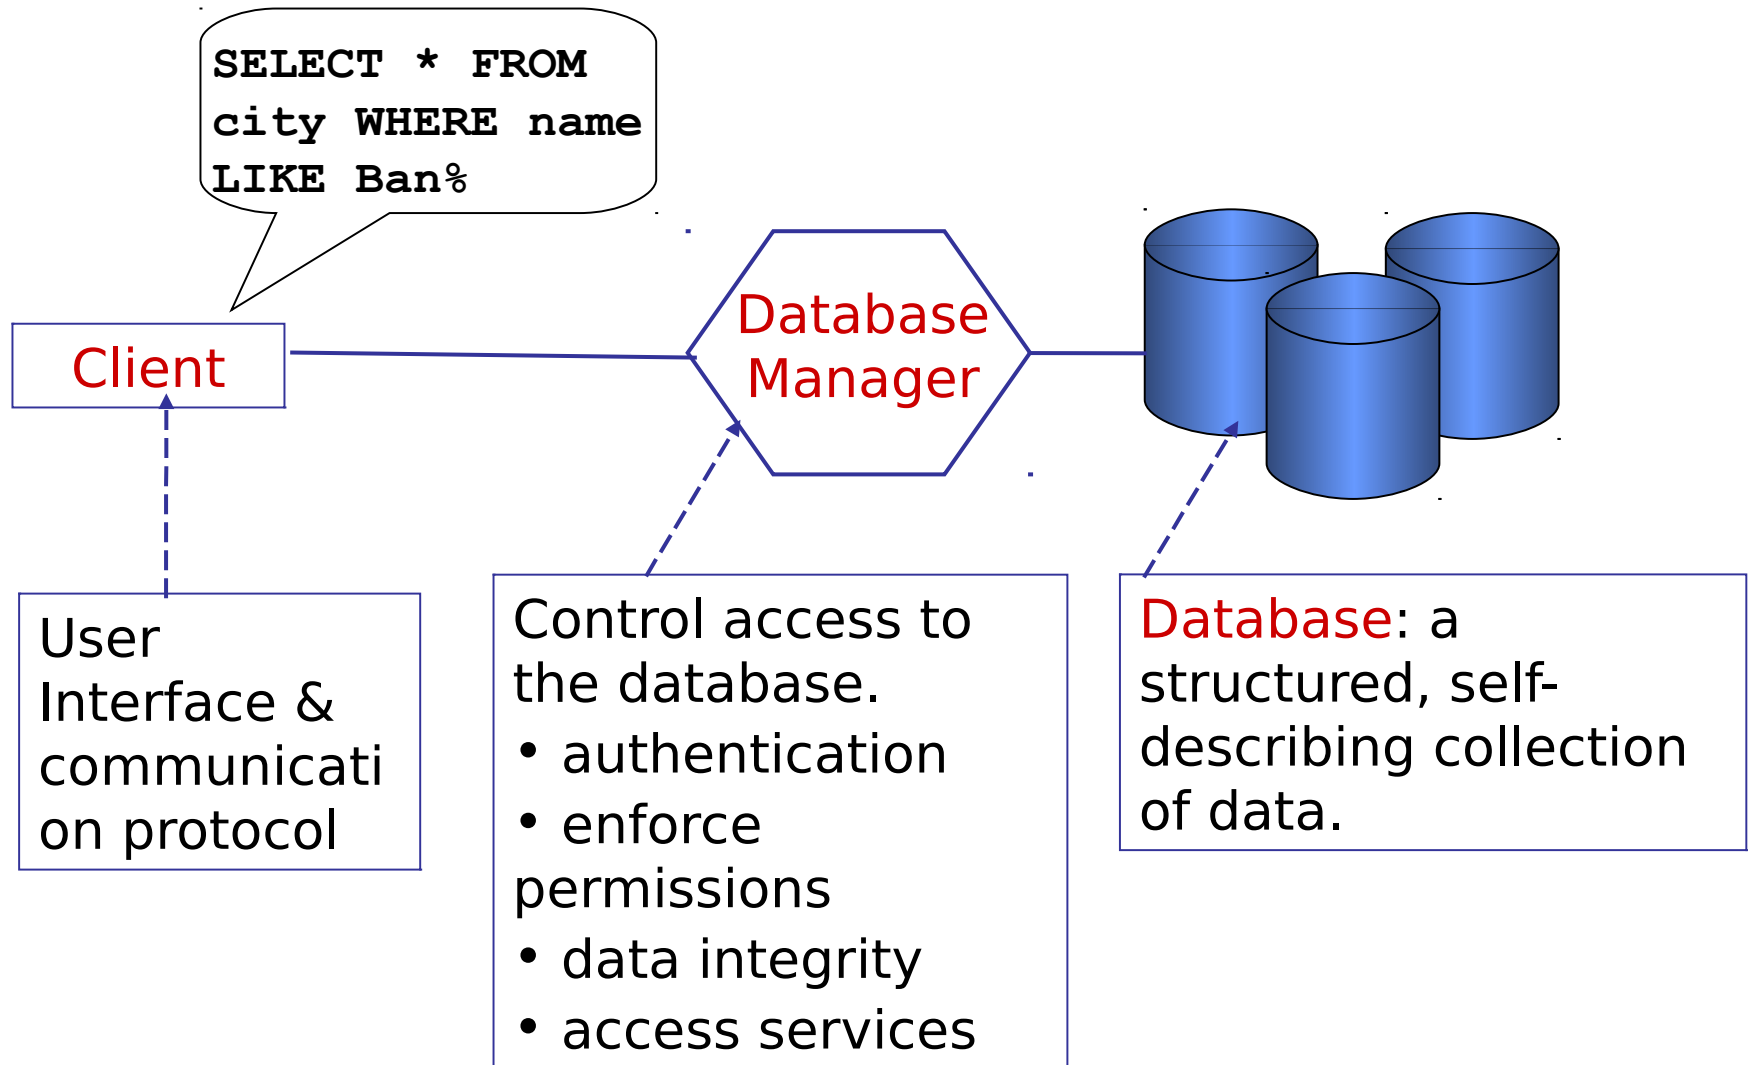 SELECT * FROM
city WHERE name
LIKE Ban%
Client
Database
Manager
User
Interface &
communicati
on protocol
Control access to
the database.
• authentication
• enforce
permissions
• data integrity
• access services
Database: a
structured, self-
describing collection
of data.